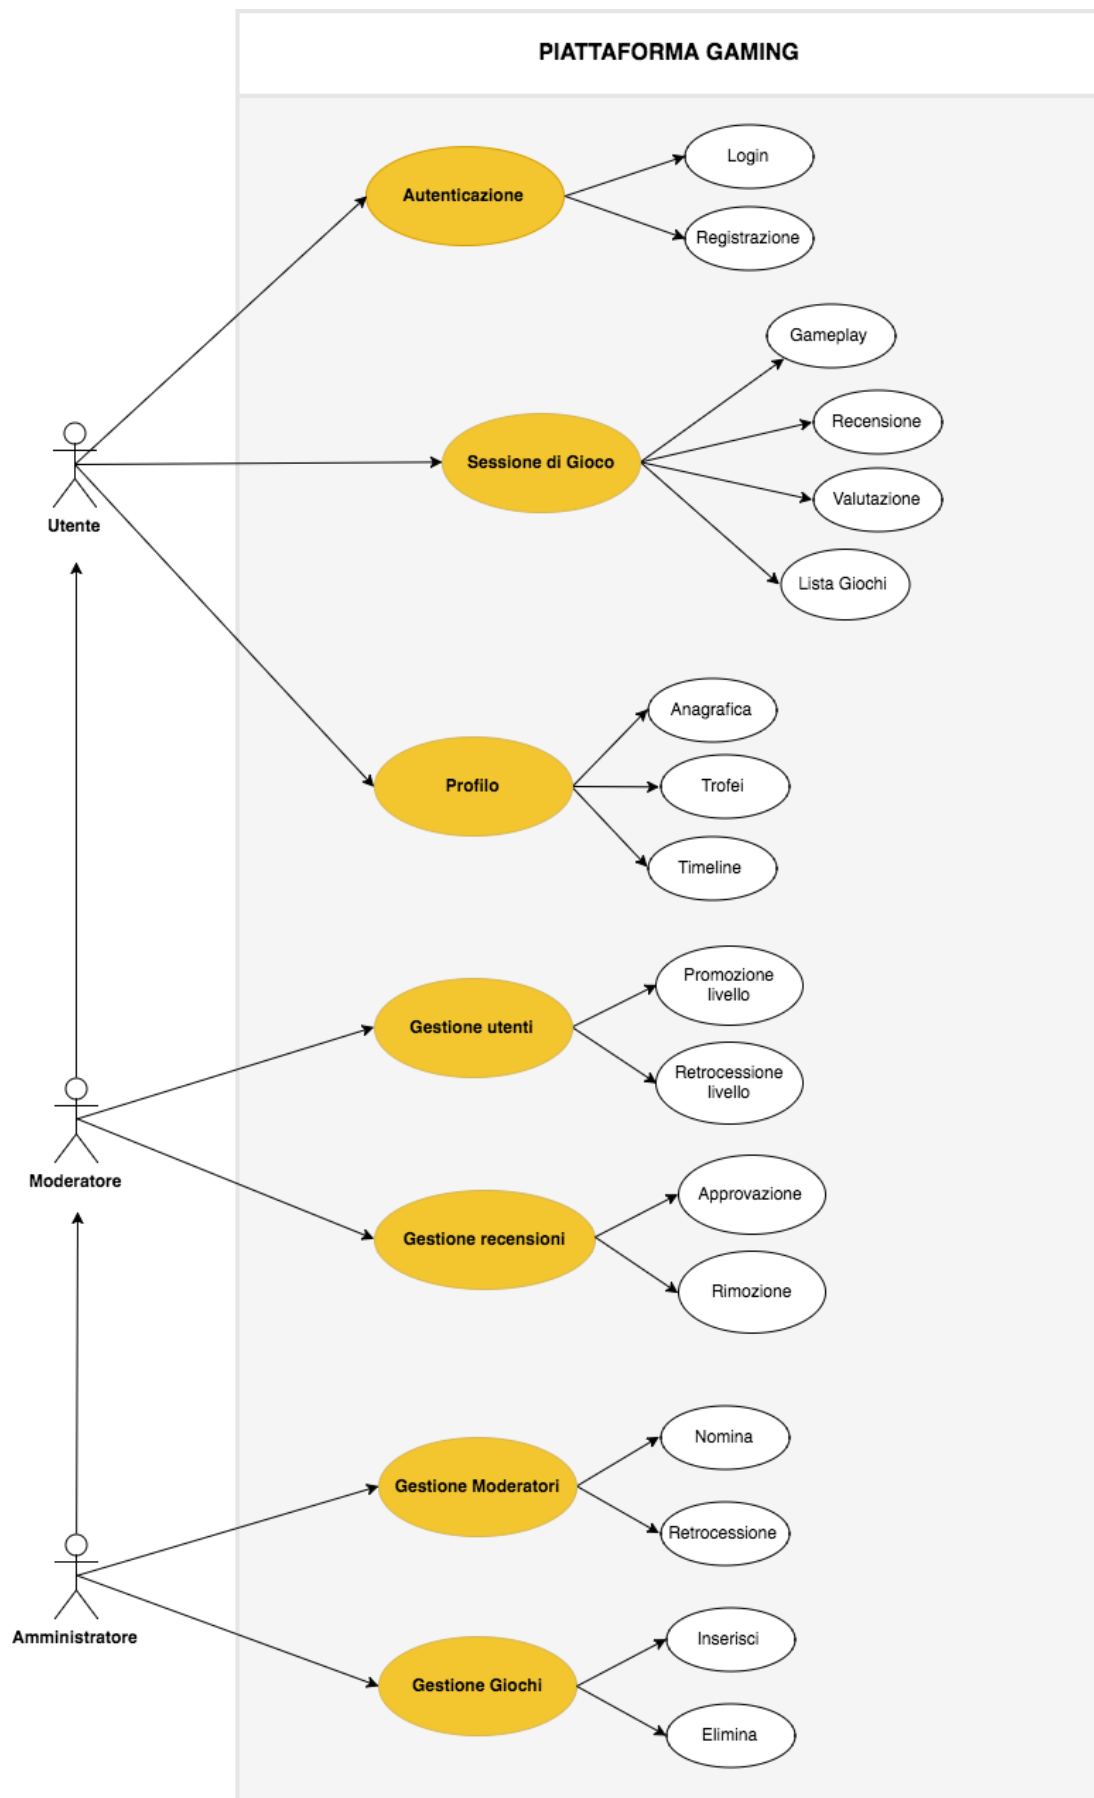 PIATTAFORMA GAMING
Autenticazione
Login
Registrazione
Utente
Sessione di Gioco
Gameplay
Recensione
Valutazione
Lista Giochi
Profilo
Anagrafica
Trofei
Timeline
Moderatore
Gestione utenti
Promozione
livello
Retrocessione
livello
Gestione recensioni
Approvazione
Rimozione
Amministratore
Gestione Moderatori
Nomina
Retrocessione
Gestione Giochi
Inserisci
Elimina